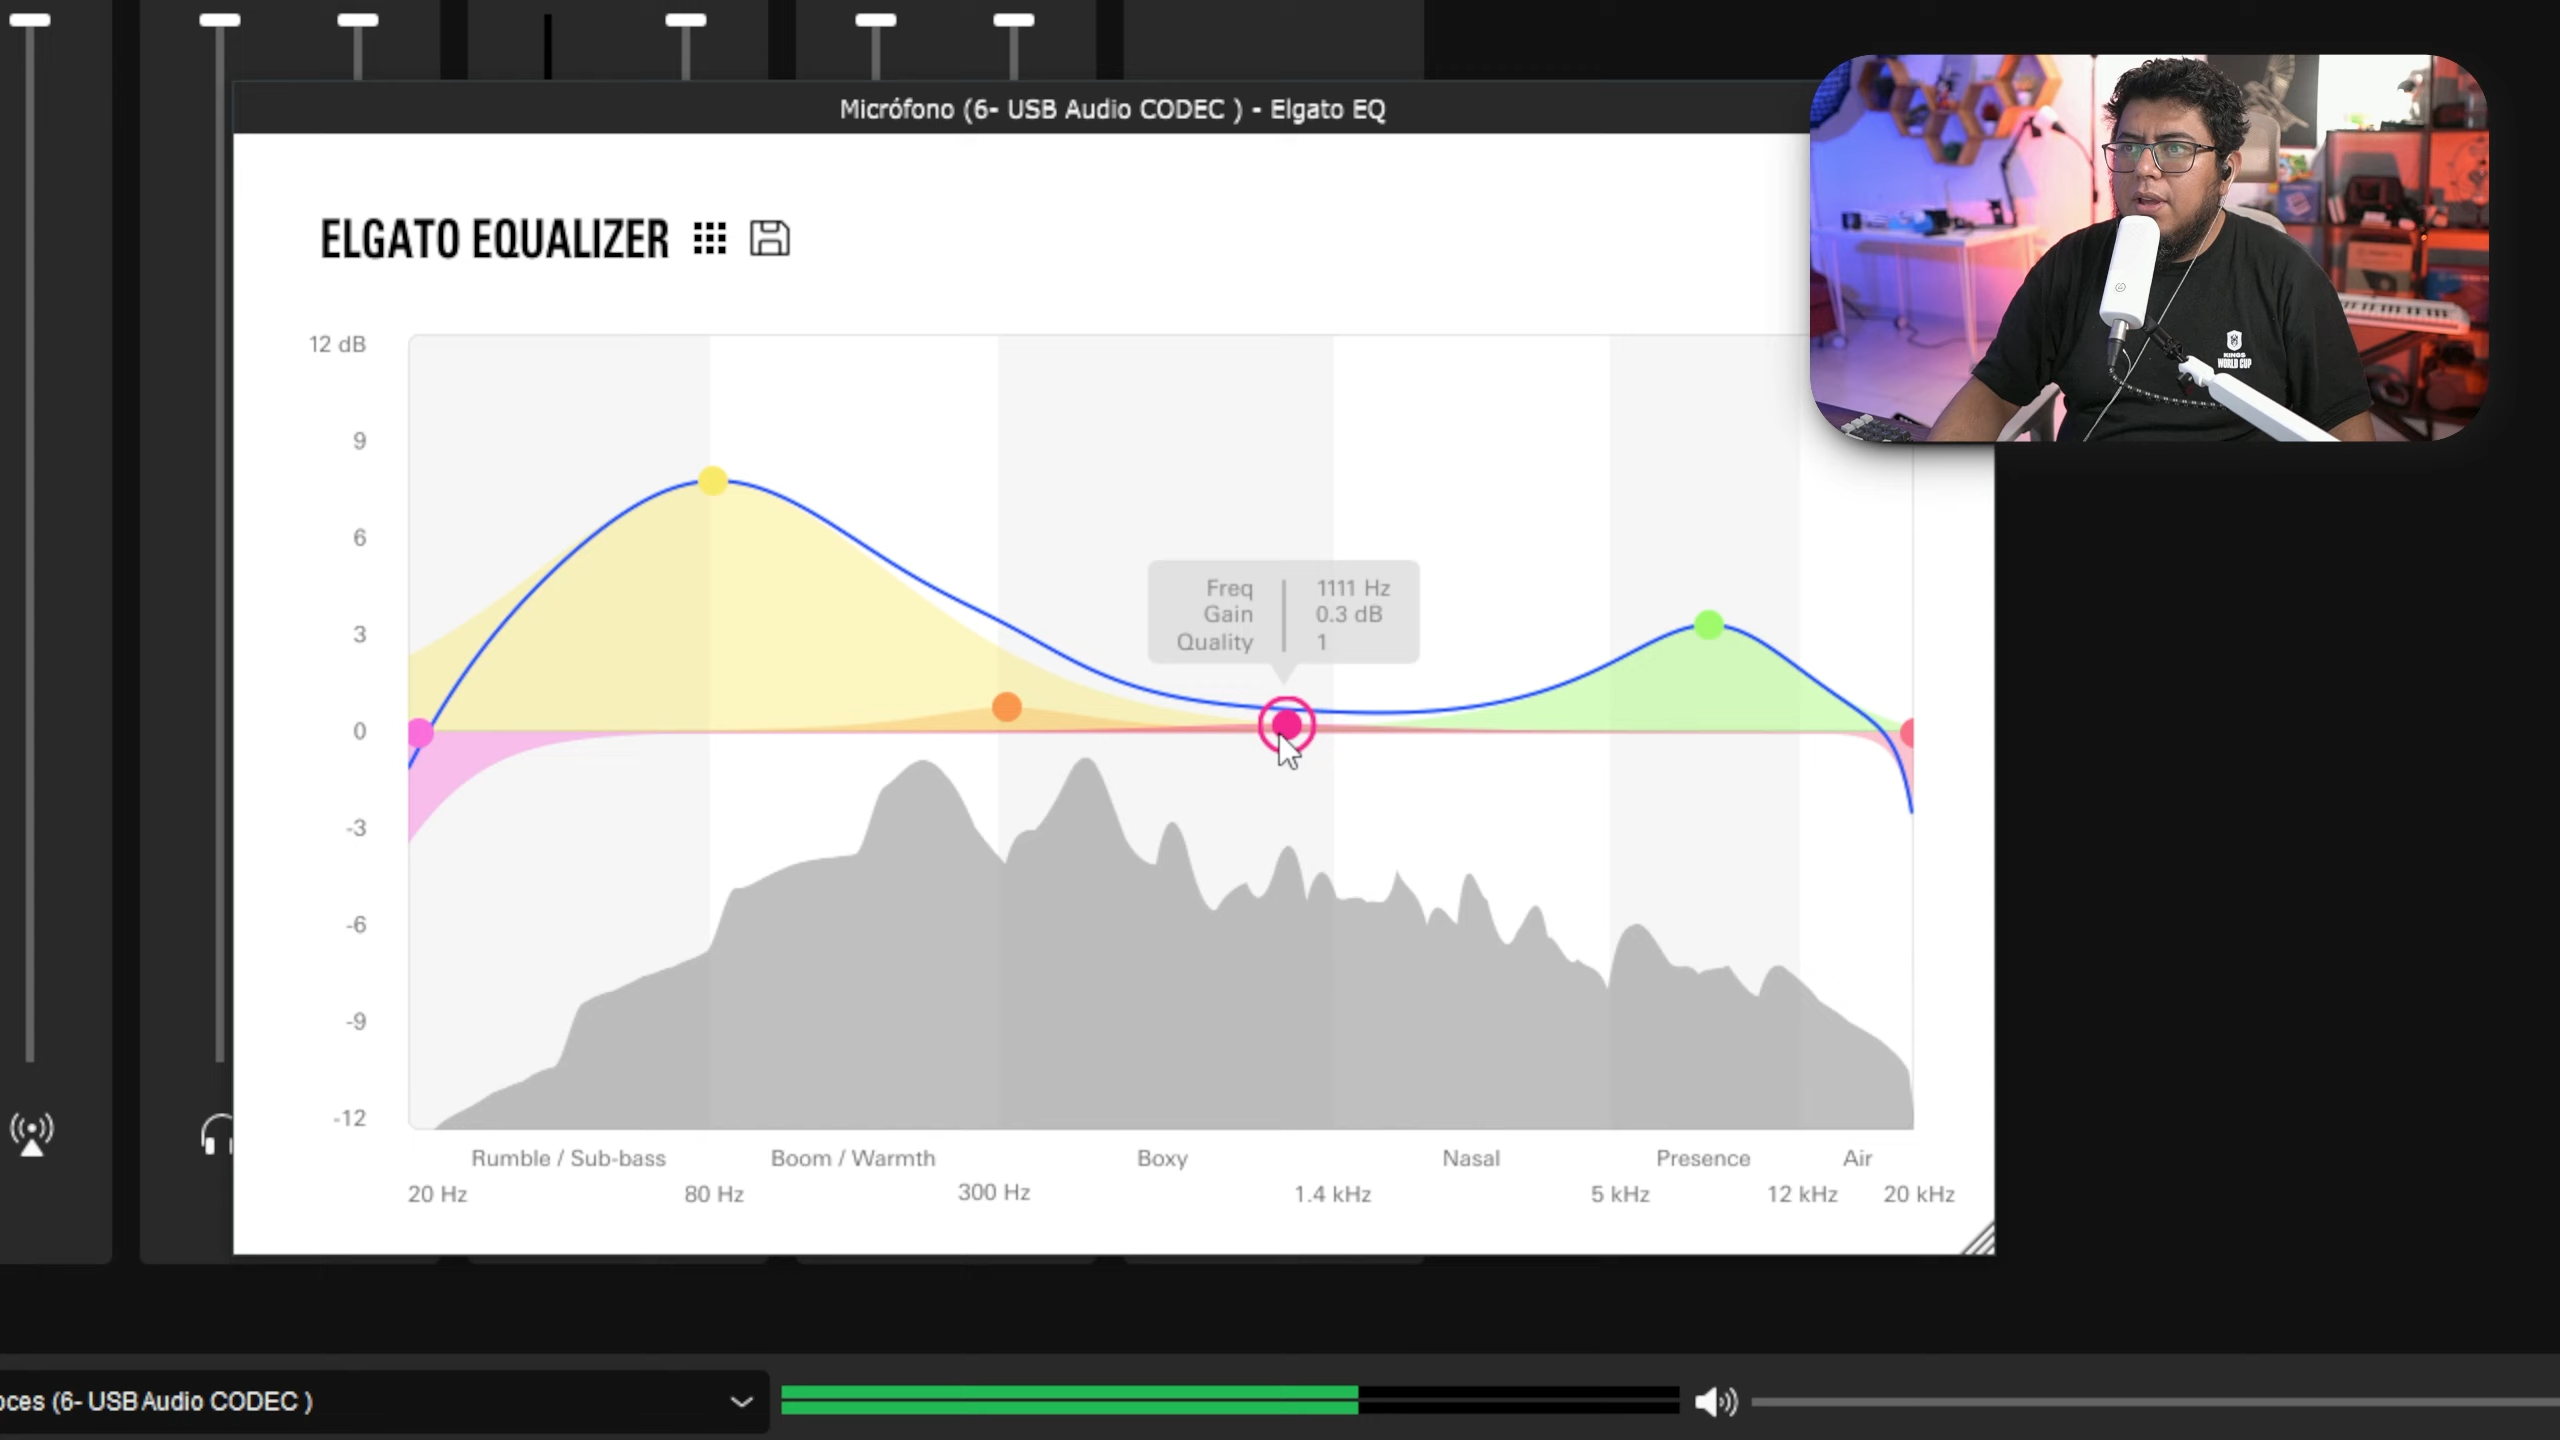 Micrófono (6- USB Audio CODEC ) - Elgato EQ
ELGATO EQUALIZER
KINGS
WORLD CUP
12 dB
9
6
3
0
-3
-6
-9
-12
Freq 1111 Hz
Gain 0.3 dB
Quality 1
Rumble / Sub-bass Boom / Warmth Boxy Nasal Presence Air
20 Hz 80 Hz 300 Hz 1.4 kHz 5 kHz 12 kHz 20 kHz
oces (6- USB Audio CODEC )